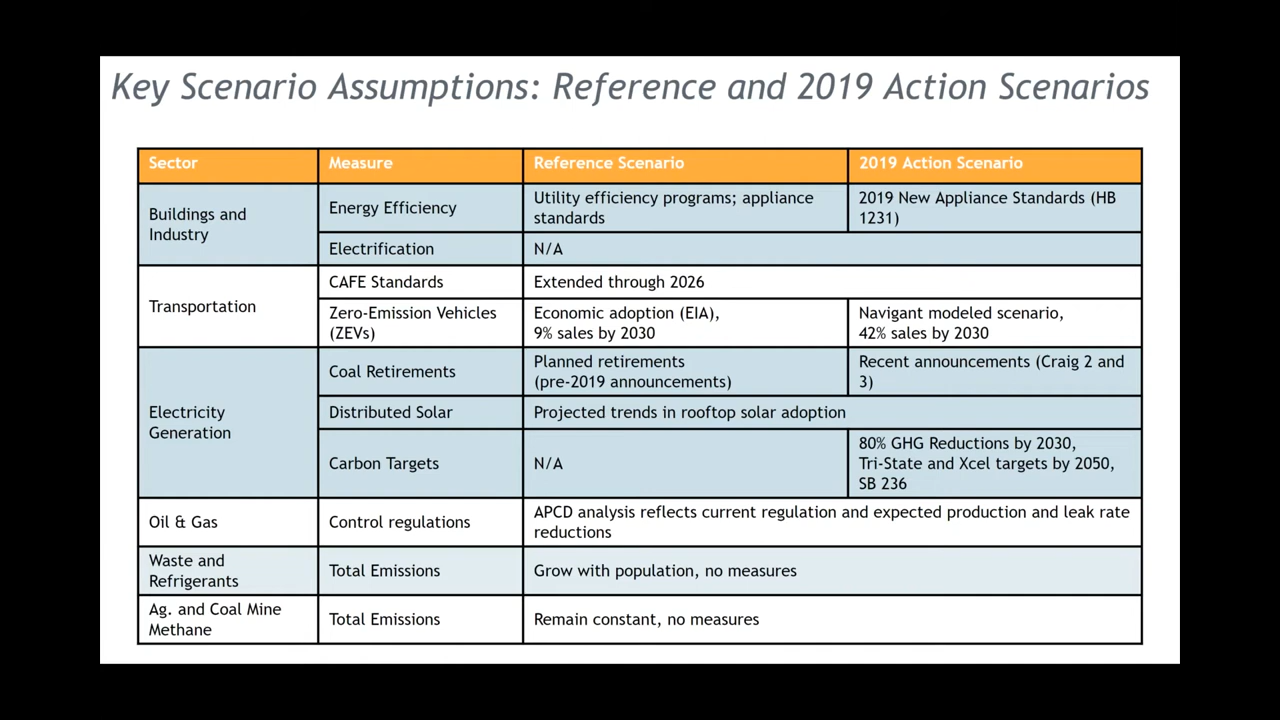 Key Scenario Assumptions: Reference and 2019 Action Scenarios
Sector
Measure
Reference Scenario
2019 Action Scenario
Buildings and
Industry
Energy Efficiency
Utility efficiency programs; appliance
standards
2019 New Appliance Standards (HB
1231)
Electrification
N/A
Transportation
CAFE Standards
Extended through 2026
Zero-Emission Vehicles
(ZEVs)
Economic adoption (EIA),
9% sales by 2030
Navigant modeled scenario,
42% sales by 2030
Electricity
Generation
Coal Retirements
Planned retirements
(pre-2019 announcements)
Recent announcements (Craig 2 and
3)
Distributed Solar
Projected trends in rooftop solar adoption
Carbon Targets
N/A
80% GHG Reductions by 2030,
Tri-State and Xcel targets by 2050,
SB 236
Oil & Gas
Control regulations
APCD analysis reflects current regulation and expected production and leak rate
reductions
Waste and
Refrigerants
Total Emissions
Grow with population, no measures
Ag. and Coal Mine
Methane
Total Emissions
Remain constant, no measures